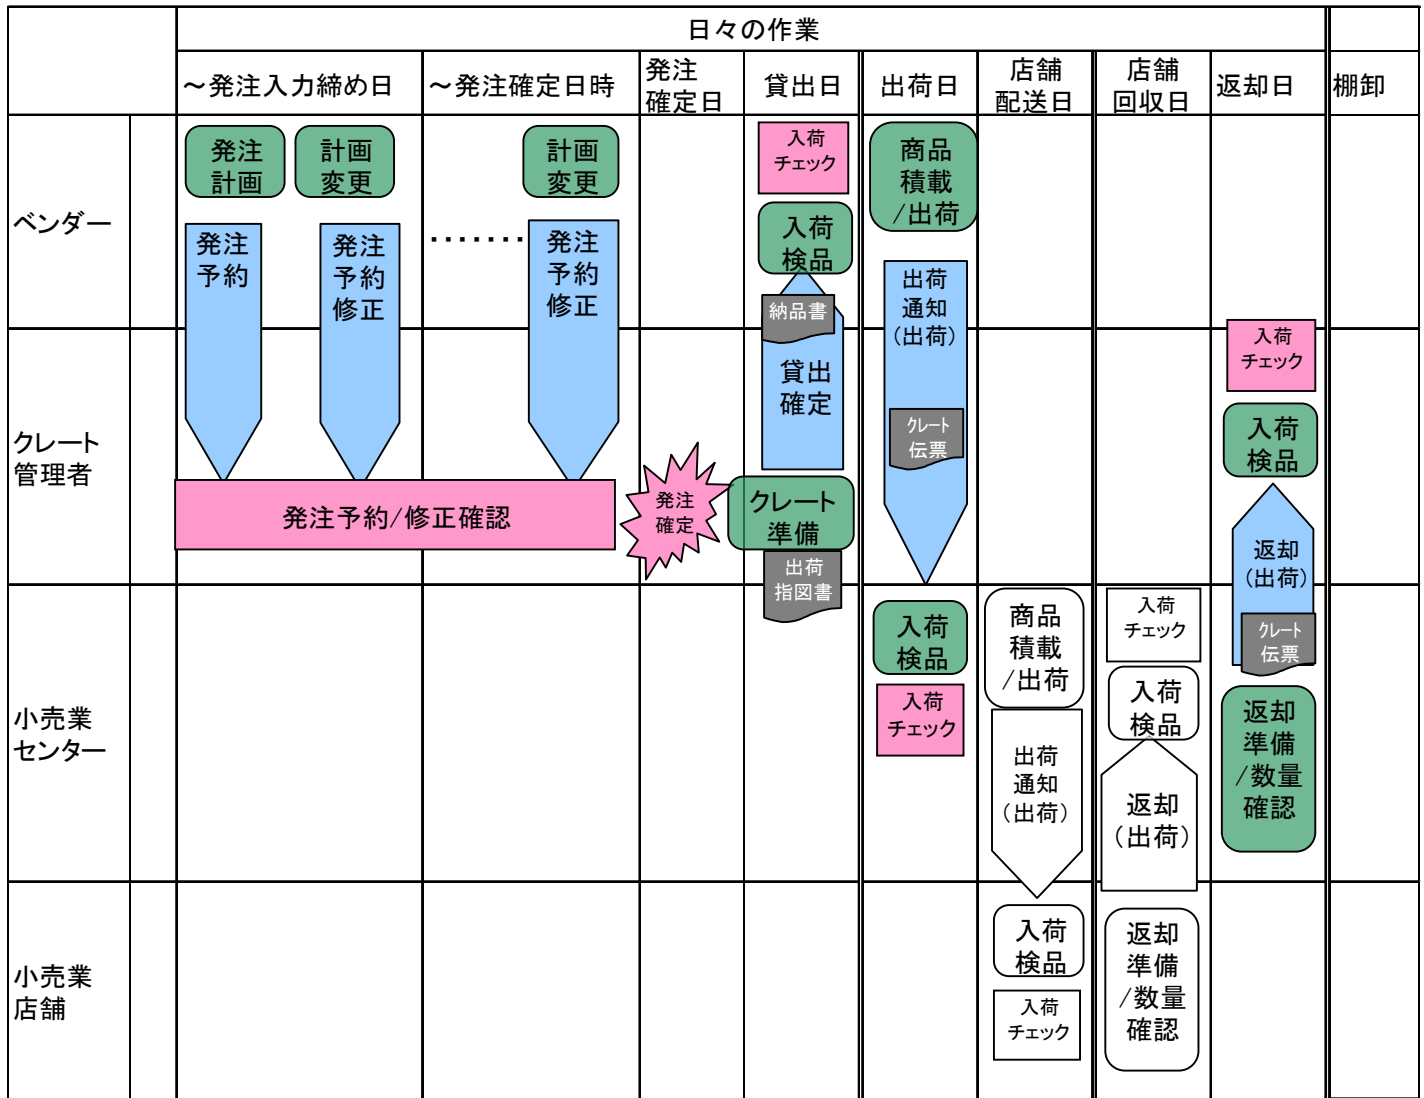 日々の作業
～発注入力締め日
～発注確定日時
発注
確定日
貸出日
出荷日
店舗
配送日
店舗
回収日
返却日
棚卸
ベンダー
発注
計画
計画
変更
計画
変更
入荷
チェック
商品
積載
/出荷
発注
予約
発注
予約
修正
・・・・・・・
発注
予約
修正
入荷
検品
納品書
出荷
通知
（出荷）
クレート
管理者
貸出
確定
クレート
伝票
入荷
チェック
入荷
検品
発注予約/修正確認
発注
確定
クレート
準備
出荷
指図書
返却
（出荷）
クレート
伝票
小売業
センター
入荷
検品
入荷
チェック
商品
積載
/出荷
出荷
通知
（出荷）
入荷
チェック
入荷
検品
返却
（出荷）
返却
準備
/数量
確認
小売業
店舗
入荷
検品
入荷
チェック
返却
準備
/数量
確認